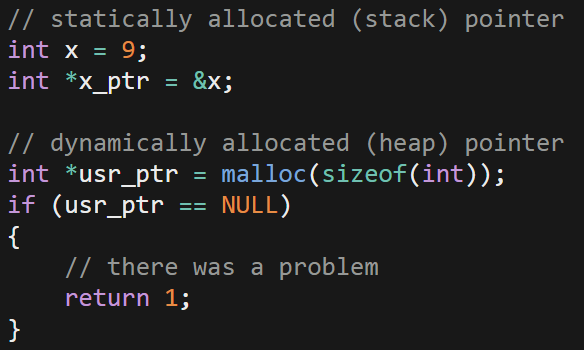 // statically allocated (stack) pointer
int x = 9;
int *x_ptr = &x;

// dynamically allocated (heap) pointer
int *usr_ptr = malloc(sizeof(int));
if (usr_ptr == NULL)
{
    // there was a problem
    return 1;
}